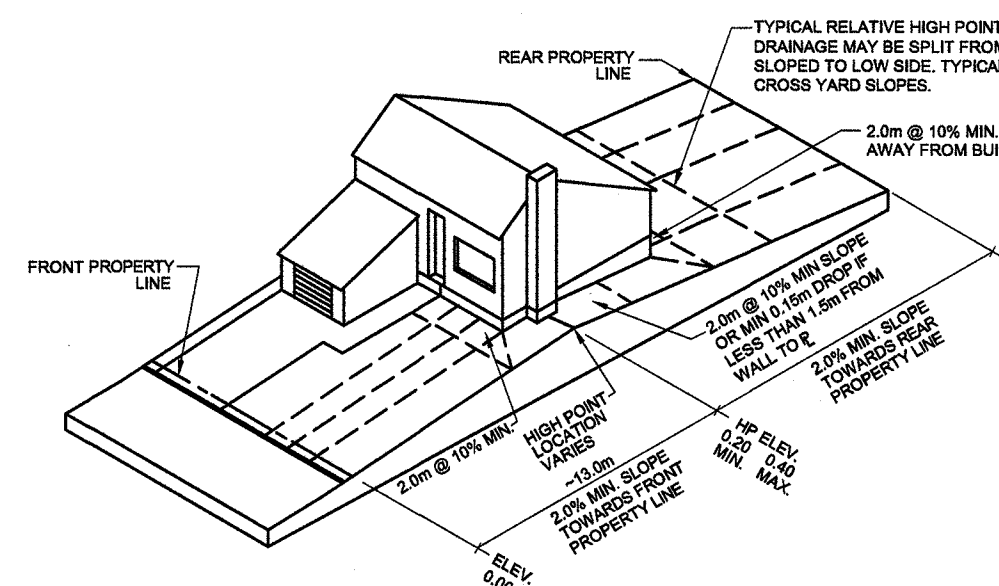 TYPICAL RELATIVE HIGH POINT
DRAINAGE MAY BE SPLIT FROM
SLOPED TO LOW SIDE. TYPICAL
CROSS YARD SLOPES.
REAR PROPERTY
LINE
2.0m @ 10% MIN.
AWAY FROM BUI
FRONT PROPERTY
LINE
2.0m @ 10% MIN SLOPE
OR MIN 0.15m DROP IF
LESS THAN 1.5m FROM
WALL TO ⅊
2.0% MIN. SLOPE
TOWARDS REAR
PROPERTY LINE
2.0m @ 10% MIN.
HIGH POINT
LOCATION
VARIES
HP ELEV.
0.20 0.40
MIN. MAX.
~13.0m
2.0% MIN. SLOPE
TOWARDS FRONT
PROPERTY LINE
ELEV.
0.00